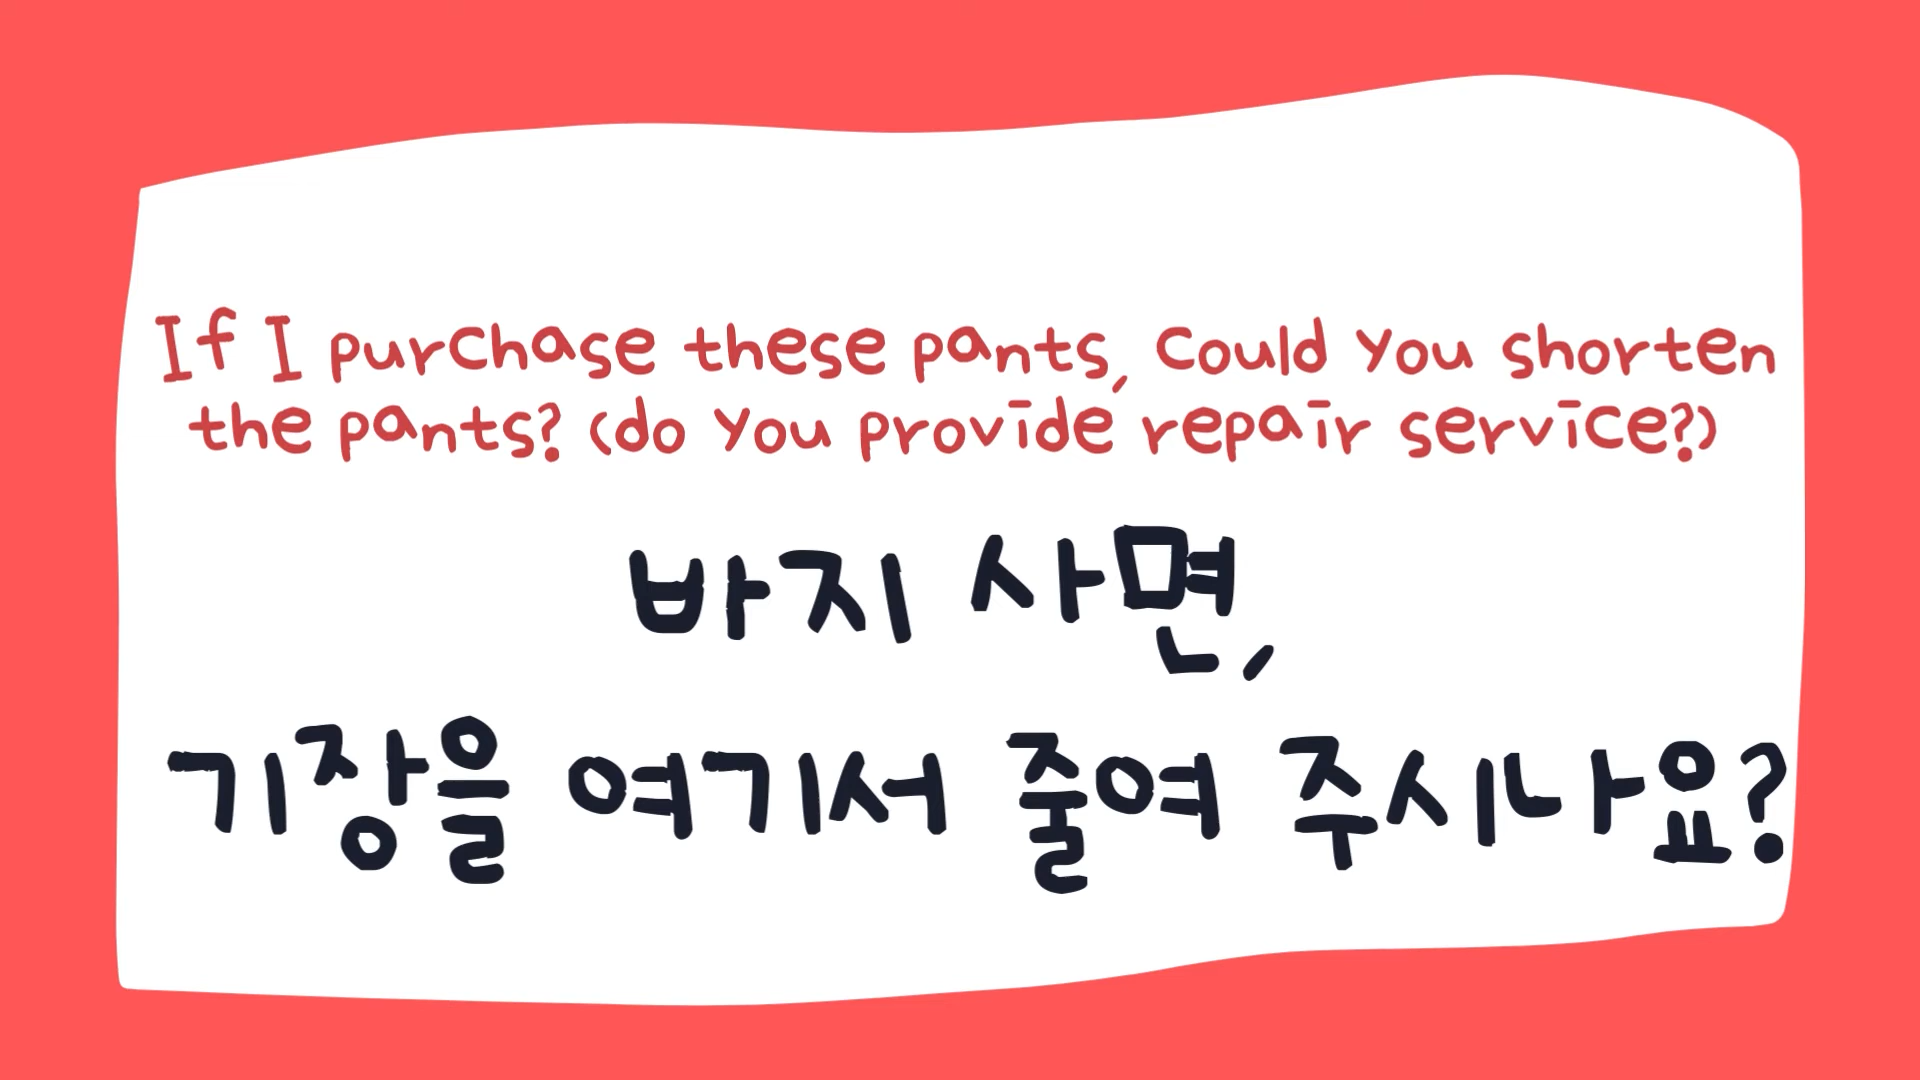 If I purchase these pants, Could you shorten
the pants? (do you provide repair service?)
바지 사면,
기장을 여기서 줄여 주시나요?